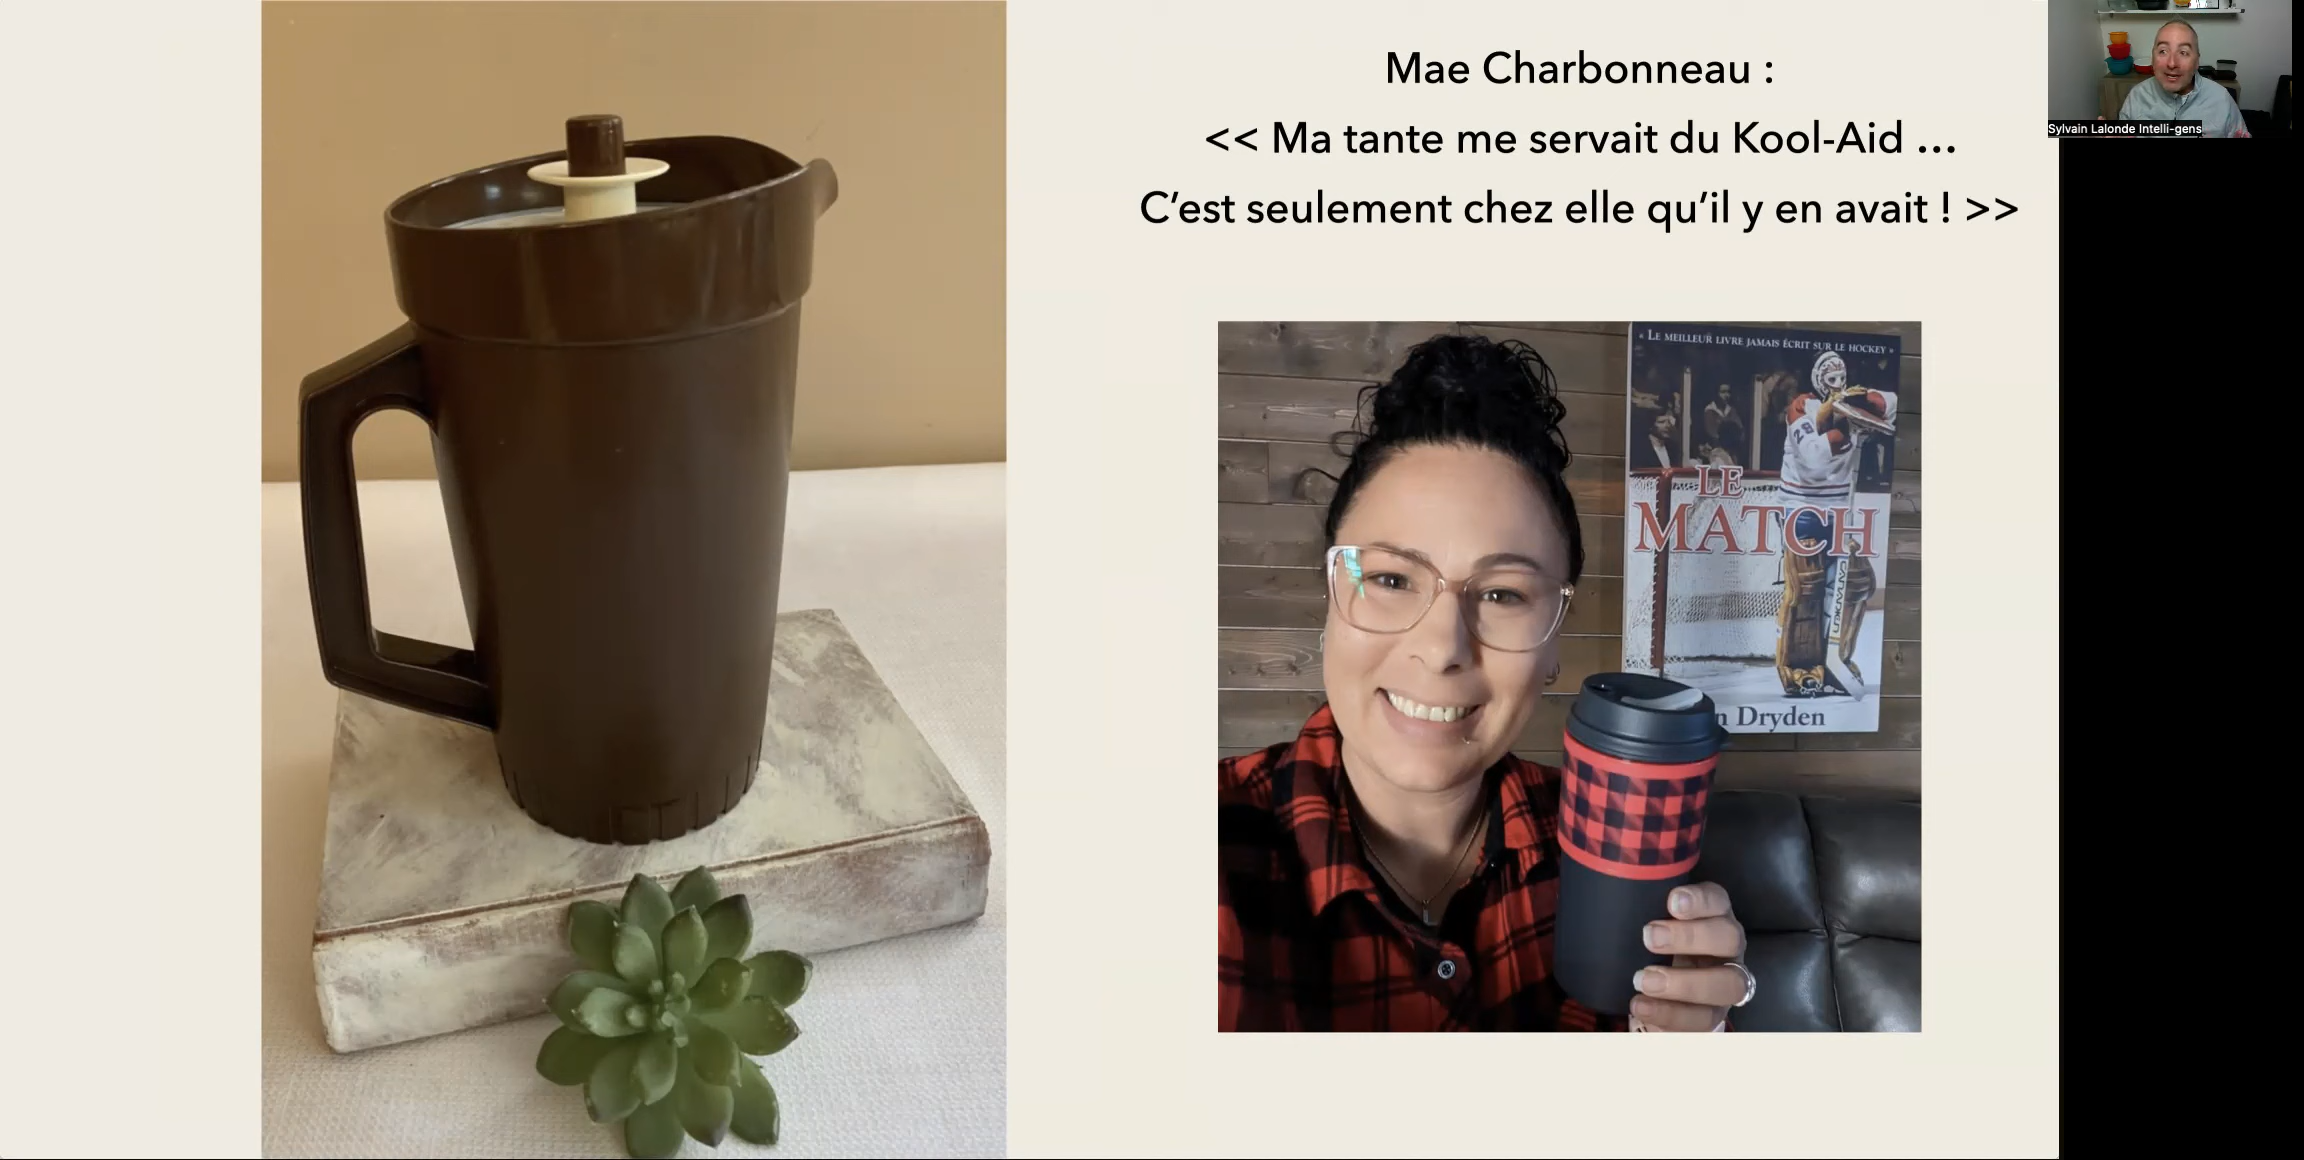 Mae Charbonneau :
<< Ma tante me servait du Kool-Aid ...
C'est seulement chez elle qu'il y en avait ! >>
Sylvain Lalonde Intelli-gens
« LE MEILLEUR LIVRE JAMAIS ÉCRIT SUR LE HOCKEY »
29
LE
MATCH
n Dryden